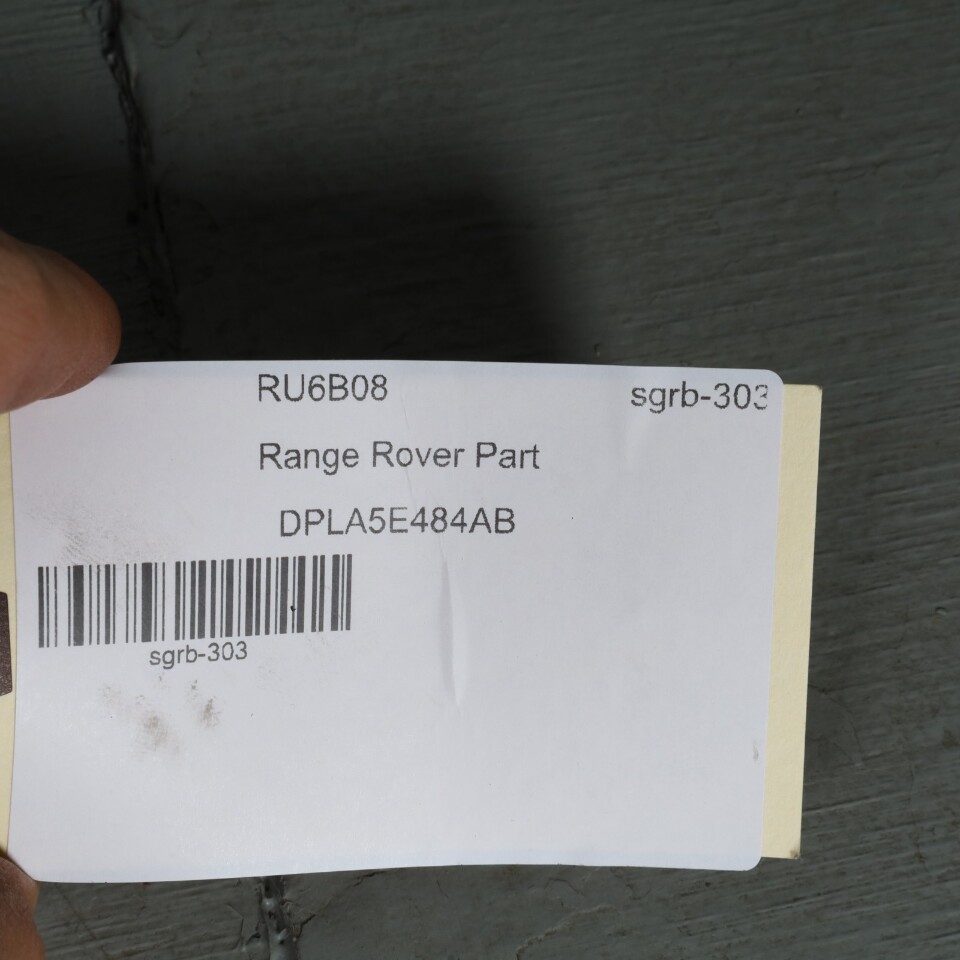 RU6B08 sgrb-303
Range Rover Part
DPLA5E484AB
sgrb-303